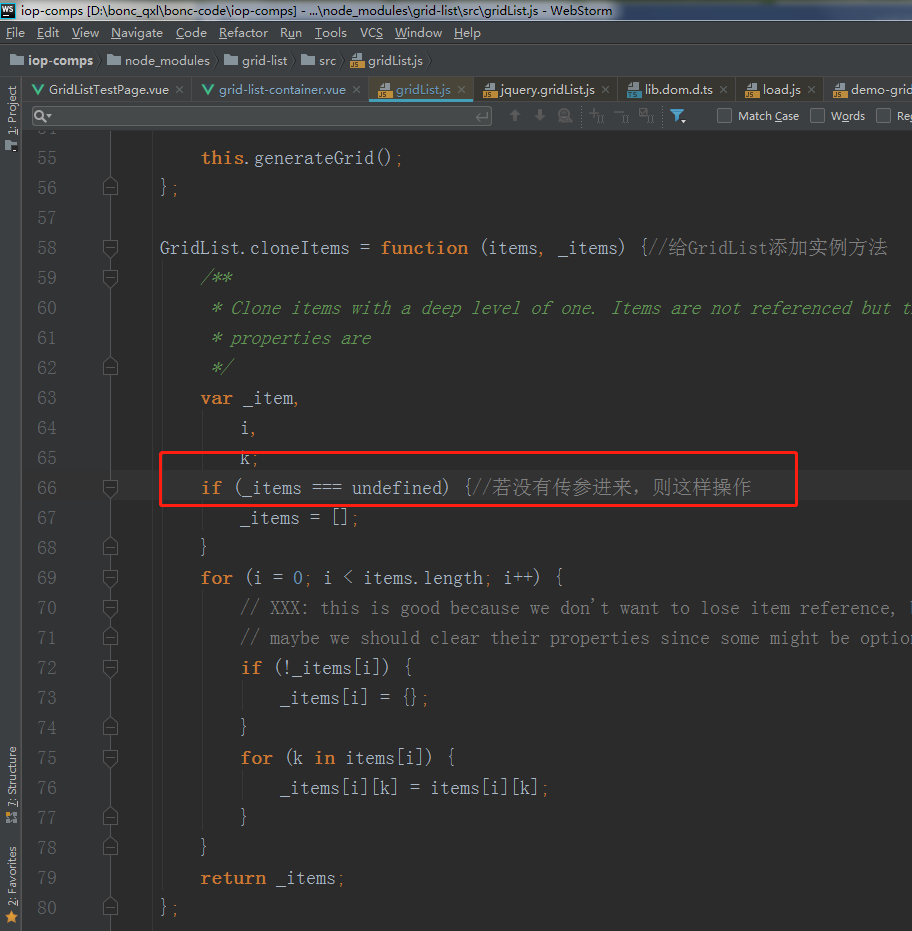 iop-comps [D:\bonc_qxl\bonc-code\iop-comps] - ...\node_modules\grid-list\src\gridList.js - WebStorm
File Edit View Navigate Code Refactor Run Tools VCS Window Help
iop-comps node_modules grid-list src gridList.js
GridListTestPage.vue grid-list-container.vue gridList.js jquery.gridList.js lib.dom.d.ts load.js demo-grid
Match Case Words Reg
1: Project
55 this.generateGrid();
56 };
57
58 GridList.cloneItems = function (items, _items) {//给GridList添加实例方法
59 /**
60 * Clone items with a deep level of one. Items are not referenced but t
61 * properties are
62 */
63 var _item,
64 i,
65 k;
66 if (_items === undefined) {//若没有传参进来，则这样操作
67 _items = [];
68 }
69 for (i = 0; i < items.length; i++) {
70 // XXX: this is good because we don't want to lose item reference,
71 // maybe we should clear their properties since some might be option
72 if (!_items[i]) {
73 _items[i] = {};
74 }
75 for (k in items[i]) {
76 _items[i][k] = items[i][k];
77 }
78 }
79 return _items;
80 };
7: Structure
2: Favorites